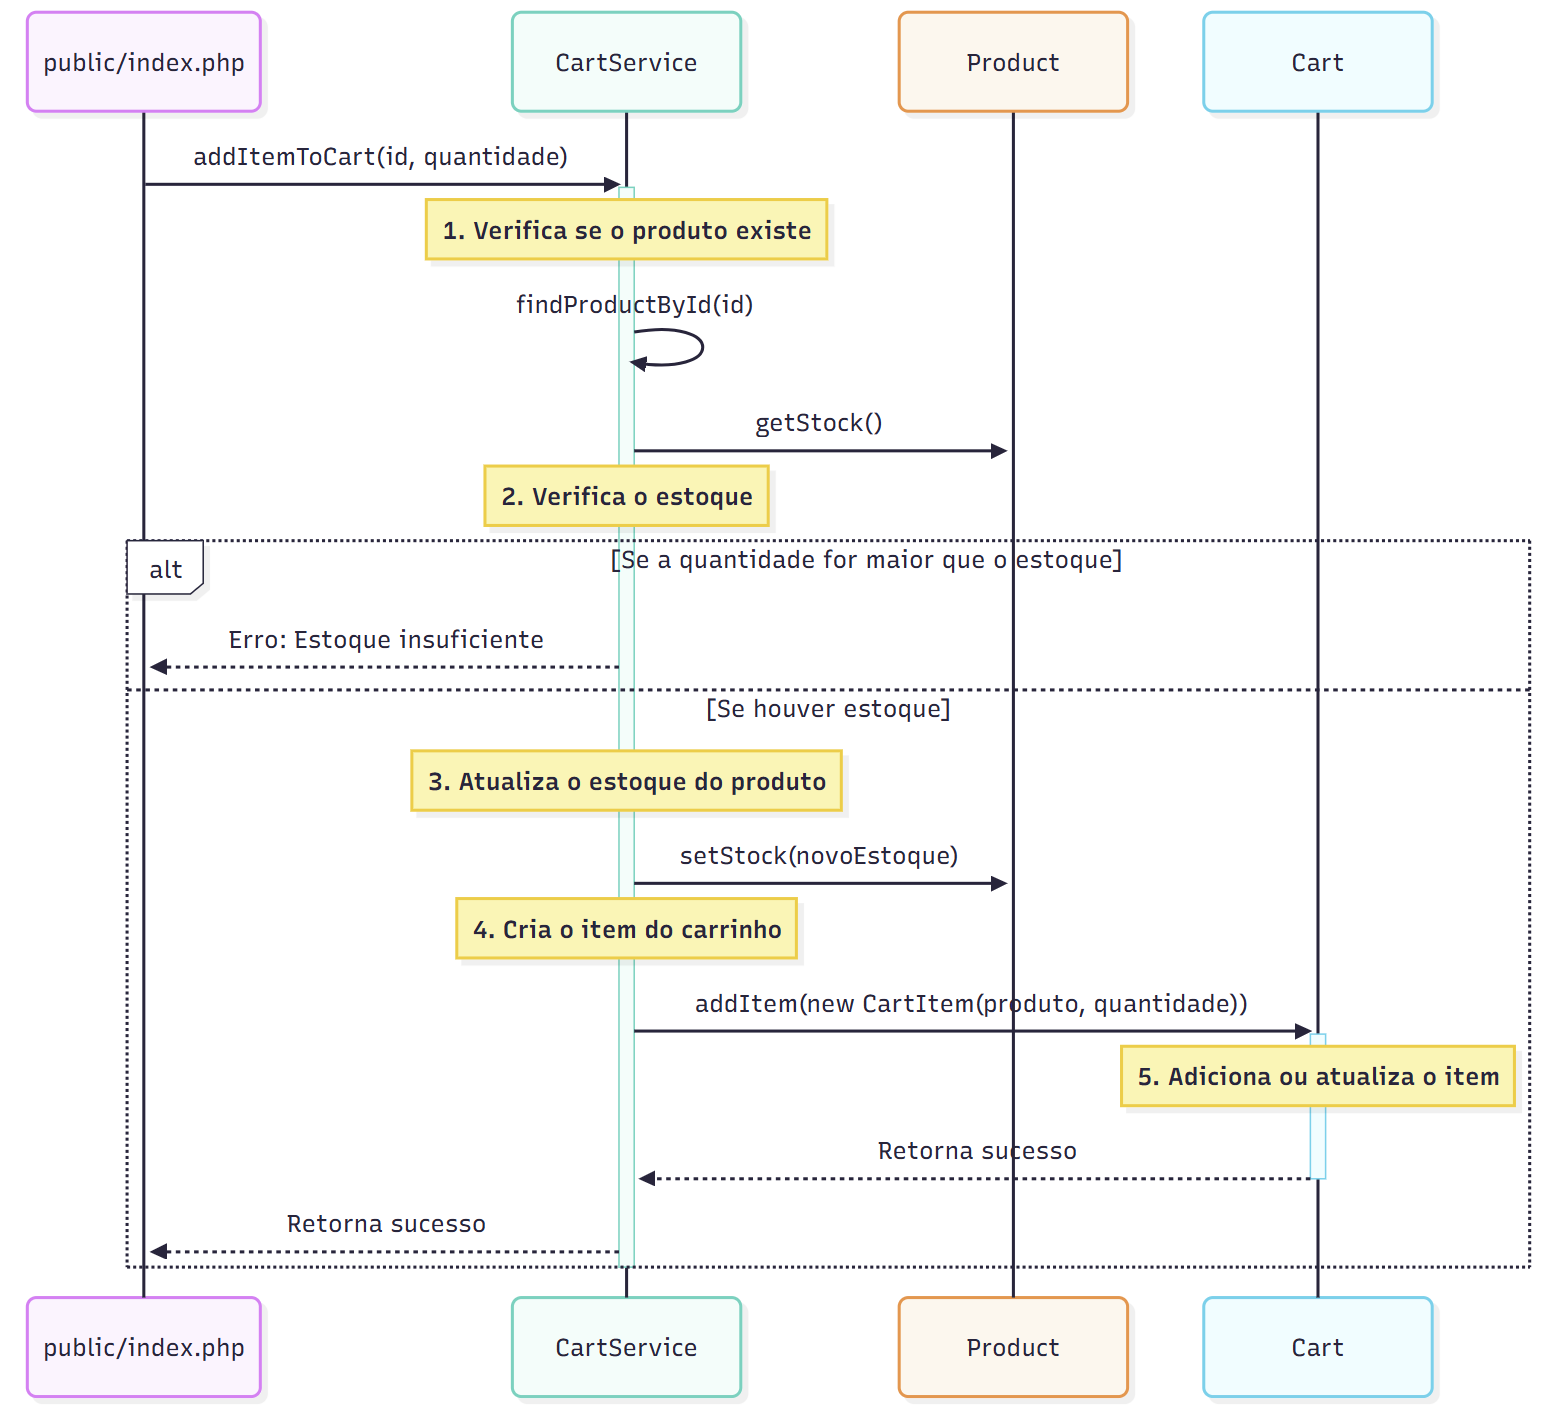 public/index.php
CartService
Product
Cart
addItemToCart(id, quantidade)
1. Verifica se o produto existe
findProductById(id)
getStock()
2. Verifica o estoque
alt
[Se a quantidade for maior que o estoque]
Erro: Estoque insuficiente
[Se houver estoque]
3. Atualiza o estoque do produto
setStock(novoEstoque)
4. Cria o item do carrinho
addItem(new CartItem(produto, quantidade))
5. Adiciona ou atualiza o item
Retorna sucesso
Retorna sucesso
public/index.php
CartService
Product
Cart